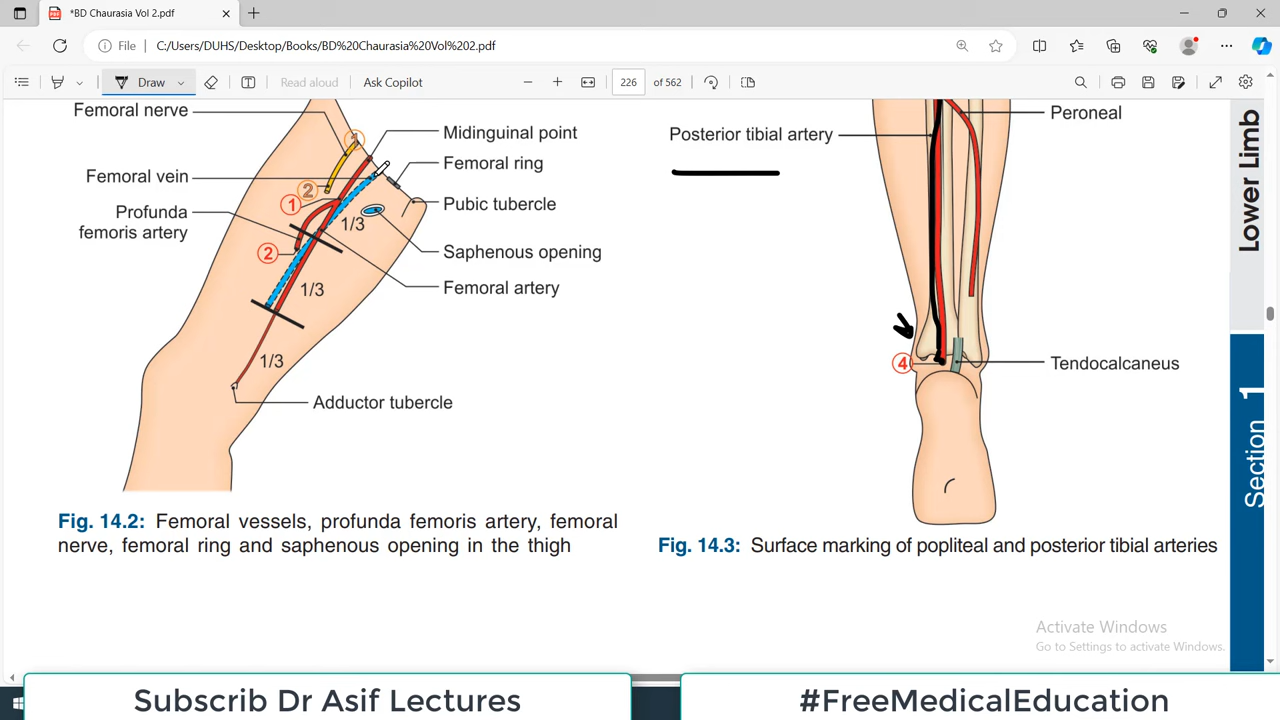 *BD Chaurasia Vol 2.pdf
File
C:/Users/DUHS/Desktop/Books/BD%20Chaurasia%20Vol%202.pdf
Draw
Read aloud
Ask Copilot
226
of 562
Femoral nerve
Femoral vein
Profunda
femoris artery
1
2
1
2
1/3
1/3
1/3
Midinguinal point
Femoral ring
Pubic tubercle
Saphenous opening
Femoral artery
Adductor tubercle
Fig. 14.2: Femoral vessels, profunda femoris artery, femoral
nerve, femoral ring and saphenous opening in the thigh
Posterior tibial artery
Peroneal
4
Tendocalcaneus
Fig. 14.3: Surface marking of popliteal and posterior tibial arteries
Lower Limb
Section 1
Activate Windows
Go to Settings to activate Windows.
Subscrib Dr Asif Lectures
#FreeMedicalEducation